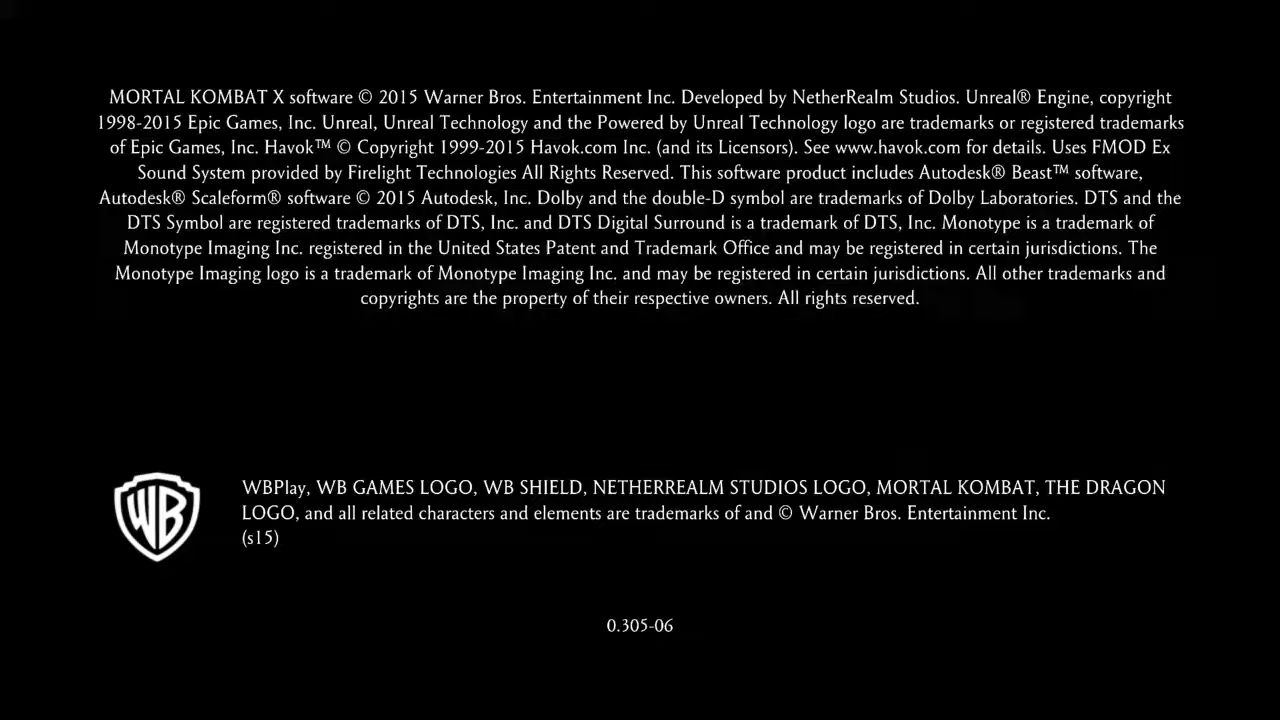 MORTAL KOMBAT X software © 2015 Warner Bros. Entertainment Inc. Developed by NetherRealm Studios. Unreal® Engine, copyright
1998-2015 Epic Games, Inc. Unreal, Unreal Technology and the Powered by Unreal Technology logo are trademarks or registered trademarks
of Epic Games, Inc. Havok™ © Copyright 1999-2015 Havok.com Inc. (and its Licensors). See www.havok.com for details. Uses FMOD Ex
Sound System provided by Firelight Technologies All Rights Reserved. This software product includes Autodesk® Beast™ software,
Autodesk® Scaleform® software © 2015 Autodesk, Inc. Dolby and the double-D symbol are trademarks of Dolby Laboratories. DTS and the
DTS Symbol are registered trademarks of DTS, Inc. and DTS Digital Surround is a trademark of DTS, Inc. Monotype is a trademark of
Monotype Imaging Inc. registered in the United States Patent and Trademark Office and may be registered in certain jurisdictions. The
Monotype Imaging logo is a trademark of Monotype Imaging Inc. and may be registered in certain jurisdictions. All other trademarks and
copyrights are the property of their respective owners. All rights reserved.
WB
WBPlay, WB GAMES LOGO, WB SHIELD, NETHERREALM STUDIOS LOGO, MORTAL KOMBAT, THE DRAGON
LOGO, and all related characters and elements are trademarks of and © Warner Bros. Entertainment Inc.
(s15)
0.305-06